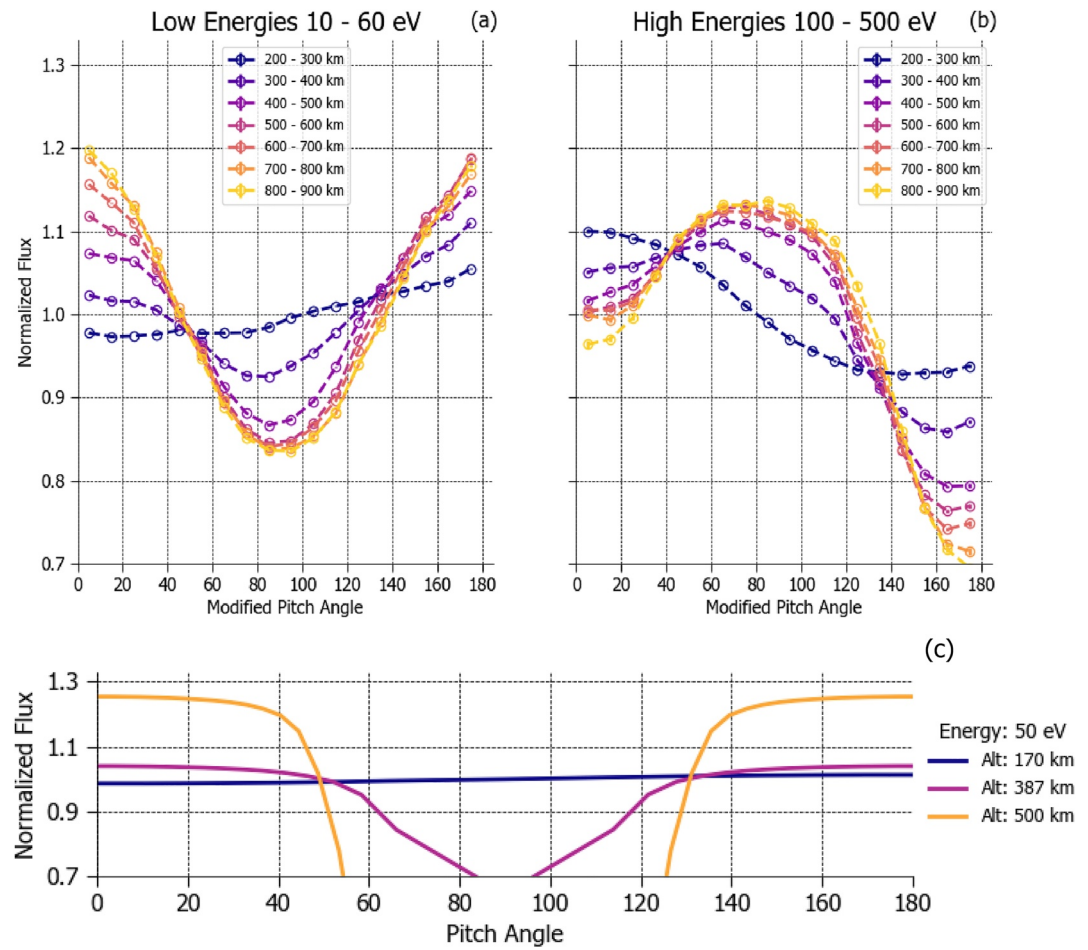 Low Energies 10 - 60 eV (a)
1.3
1.2
1.1
1.0
0.9
0.8
0.7
Normalized Flux
200 - 300 km
300 - 400 km
400 - 500 km
500 - 600 km
600 - 700 km
700 - 800 km
800 - 900 km
0 20 40 60 80 100 120 140 160 180
Modified Pitch Angle
High Energies 100 - 500 eV (b)
200 - 300 km
300 - 400 km
400 - 500 km
500 - 600 km
600 - 700 km
700 - 800 km
800 - 900 km
0 20 40 60 80 100 120 140 160 180
Modified Pitch Angle
(c)
1.3
1.1
0.9
0.7
Normalized Flux
0 20 40 60 80 100 120 140 160 180
Pitch Angle
Energy: 50 eV
Alt: 170 km
Alt: 387 km
Alt: 500 km